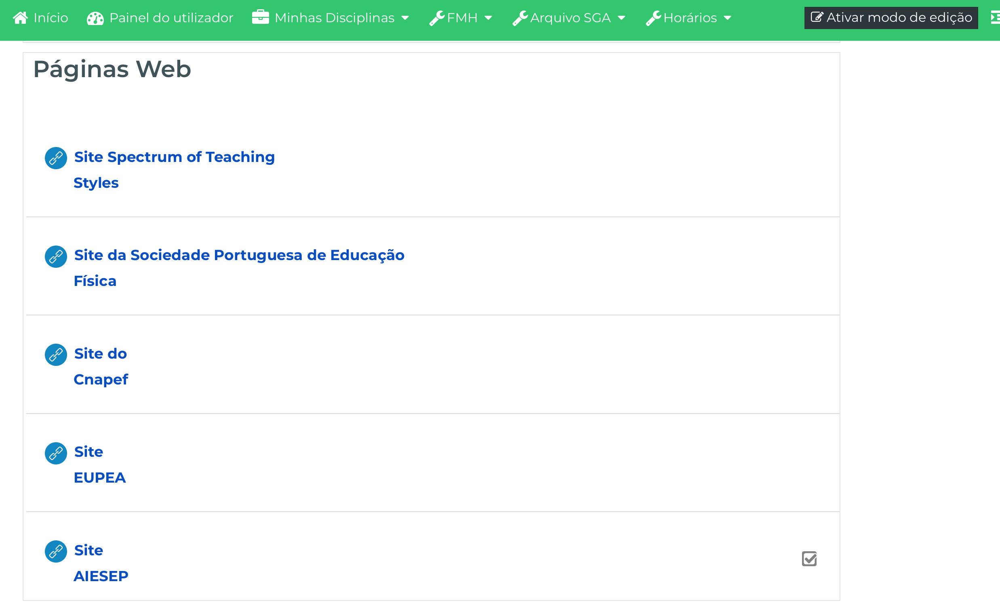 Início Painel do utilizador Minhas Disciplinas FMH Arquivo SGA Horários Ativar modo de edição
Páginas Web
Site Spectrum of Teaching
Styles
Site da Sociedade Portuguesa de Educação
Física
Site do
Cnapef
Site
EUPEA
Site
AIESEP